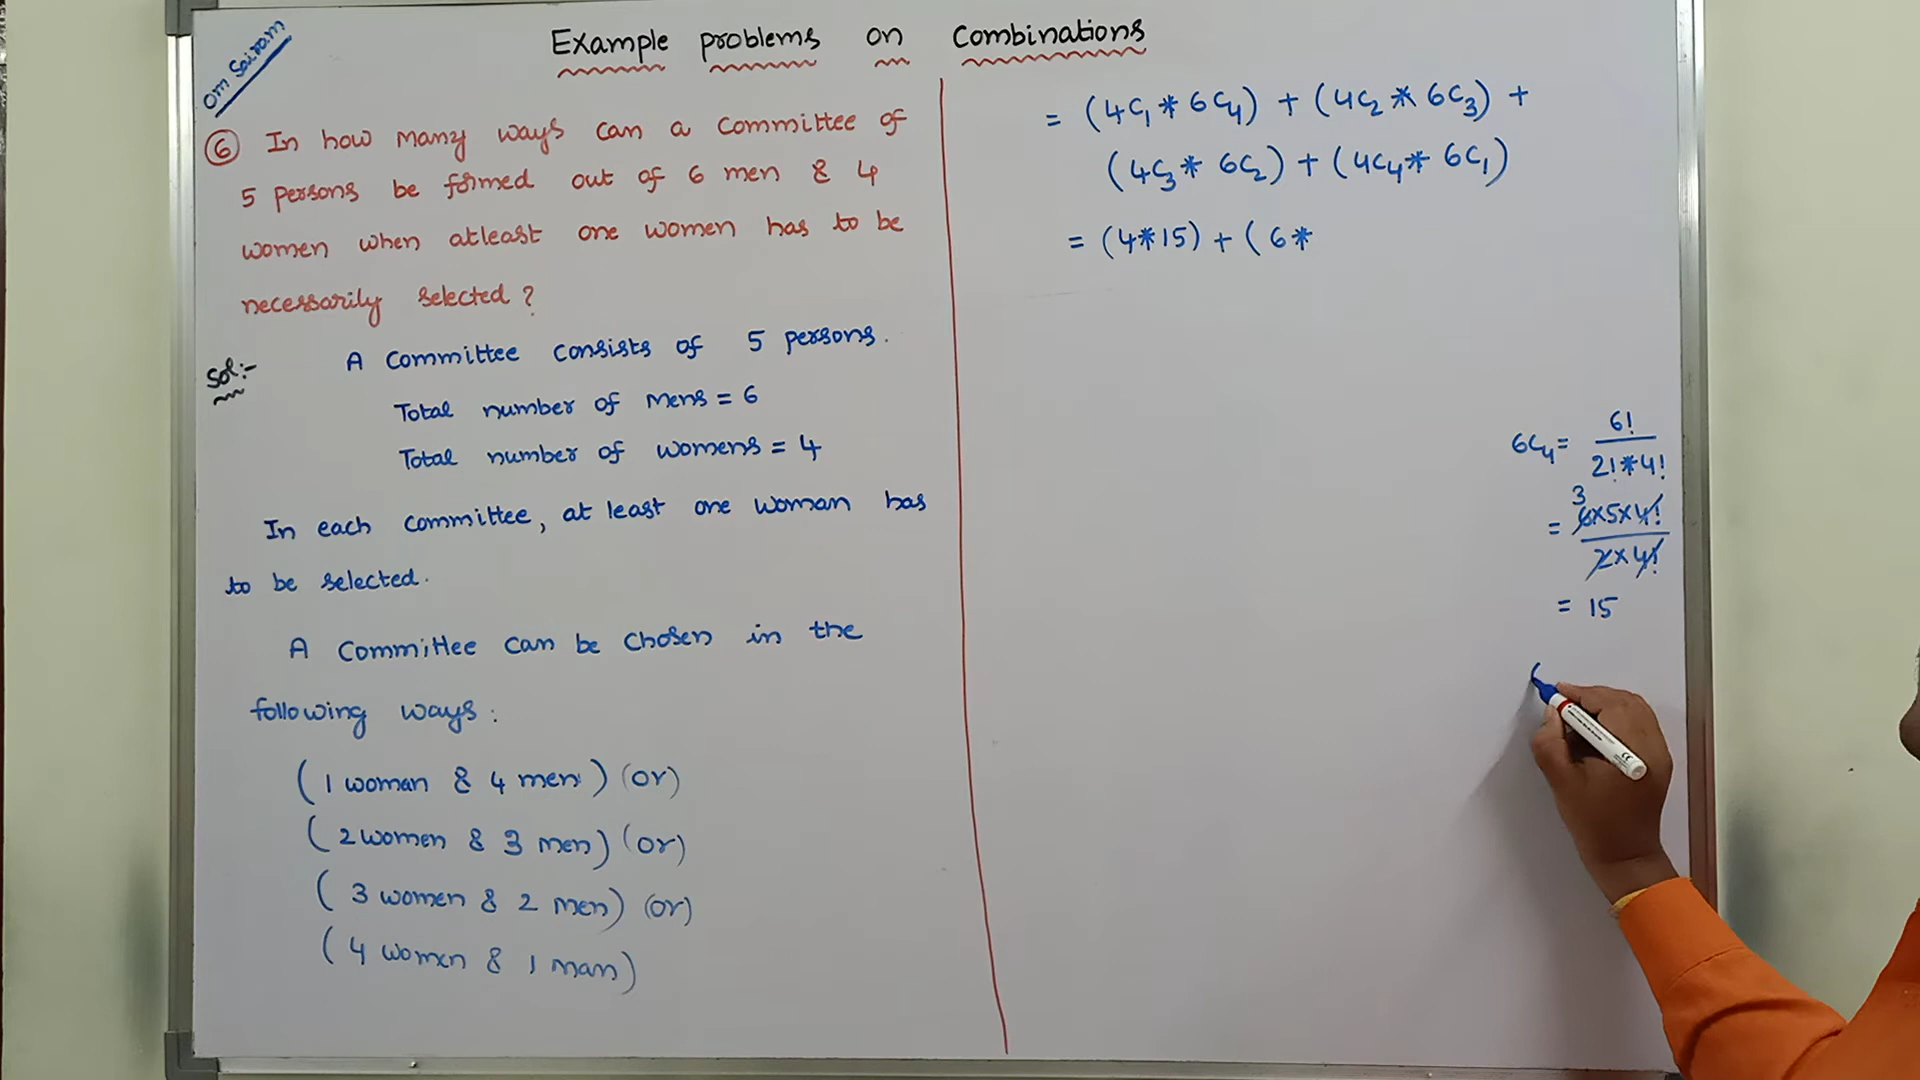 Om Sairam
Example problems on Combinations
6 In how many ways can a committee of
5 persons be formed out of 6 men & 4
women when atleast one women has to be
necessarily selected ?
Sol:-
A committee consists of 5 persons.
Total number of mens = 6
Total number of womens = 4
In each committee, at least one woman has
to be selected.
A committee can be chosen in the
following ways :
(1 woman & 4 men) (or)
(2 women & 3 men) (or)
(3 women & 2 men) (or)
(4 women & 1 man)
= (4C₁ * 6C₄) + (4C₂ * 6C₃) +
(4C₃ * 6C₂) + (4C₄ * 6C₁)
= (4*15) + (6*
6C₄ = 6! / 2!*4!
= 3 6×5×4! / 2×4!
= 15